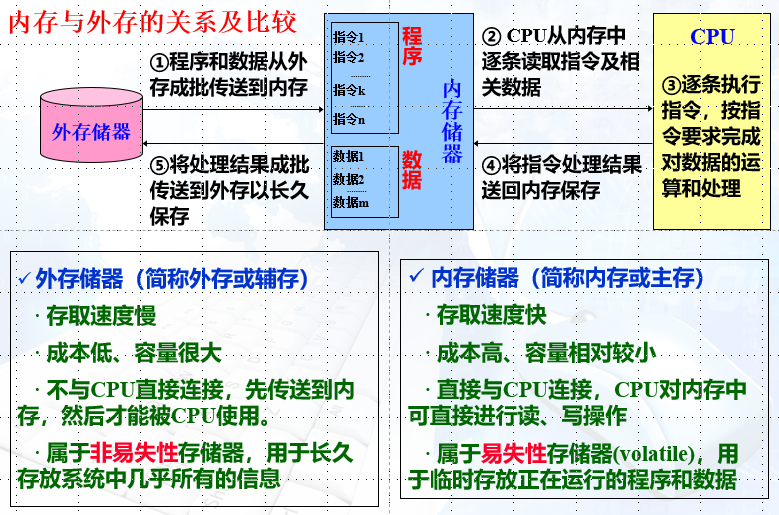 内存与外存的关系及比较
①程序和数据从外
存成批传送到内存
外存储器
⑤将处理结果成批
传送到外存以长久
保存
指令1
指令2
……
指令k
……
指令n
程
序
数据1
数据2
……
数据m
数
据
内
存
储
器
② CPU从内存中
逐条读取指令及相
关数据
④将指令处理结果
送回内存保存
CPU
③逐条执行
指令，按指
令要求完成
对数据的运
算和处理
✓ 外存储器（简称外存或辅存）
· 存取速度慢
· 成本低、容量很大
· 不与CPU直接连接，先传送到内
存，然后才能被CPU使用。
· 属于非易失性存储器，用于长久
存放系统中几乎所有的信息
✓ 内存储器（简称内存或主存）
· 存取速度快
· 成本高、容量相对较小
· 直接与CPU连接，CPU对内存中
可直接进行读、写操作
· 属于易失性存储器(volatile)，用
于临时存放正在运行的程序和数据